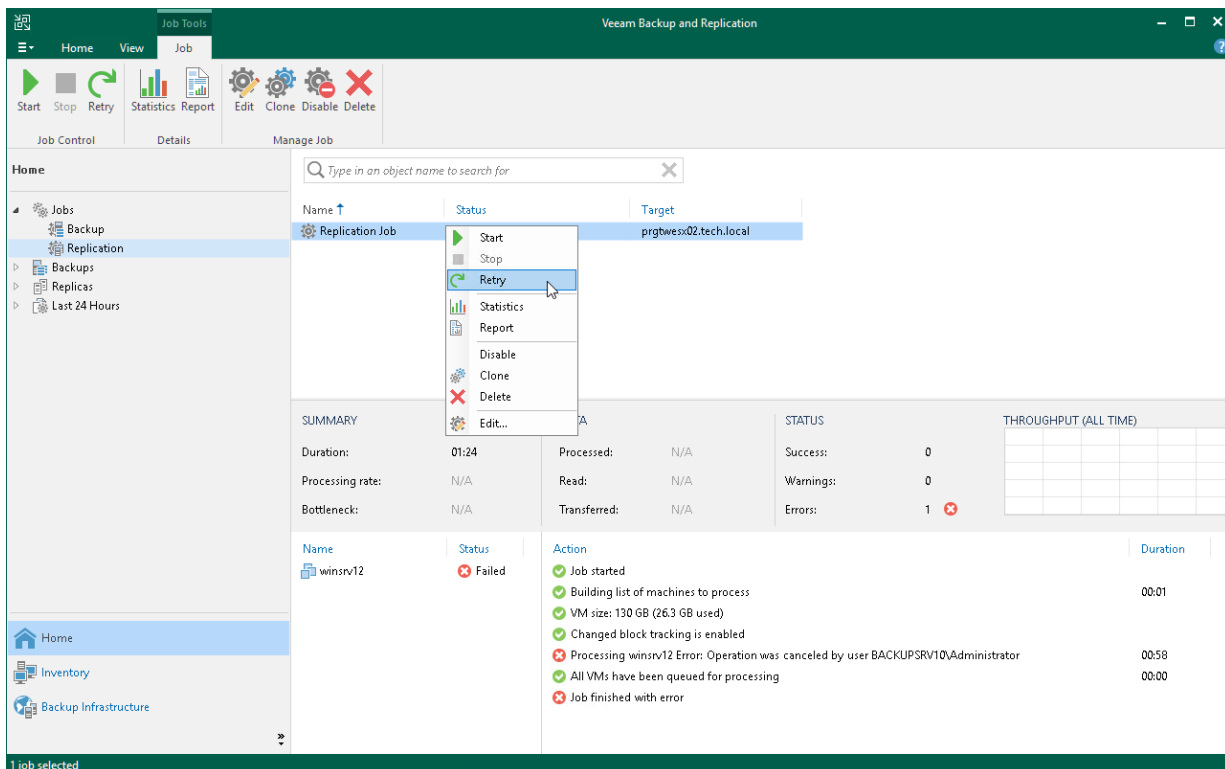 Job Tools
Veeam Backup and Replication
Home View Job
Start Stop Retry Statistics Report Edit Clone Disable Delete
Job Control Details Manage Job
Home
Type in an object name to search for
Jobs
Backup
Replication
Backups
Replicas
Last 24 Hours
Name Status Target
Replication Job prgtwesx02.tech.local
Start
Stop
Retry
Statistics
Report
Disable
Clone
Delete
Edit...
SUMMARY TA STATUS THROUGHPUT (ALL TIME)
Duration: 01:24 Processed: N/A Success: 0
Processing rate: N/A Read: N/A Warnings: 0
Bottleneck: N/A Transferred: N/A Errors: 1
Name Status Action Duration
winsrv12 Failed Job started
Building list of machines to process 00:01
VM size: 130 GB (26.3 GB used)
Changed block tracking is enabled
Processing winsrv12 Error: Operation was canceled by user BACKUPSRV10\Administrator 00:58
All VMs have been queued for processing 00:00
Job finished with error
Home
Inventory
Backup Infrastructure
1 job selected